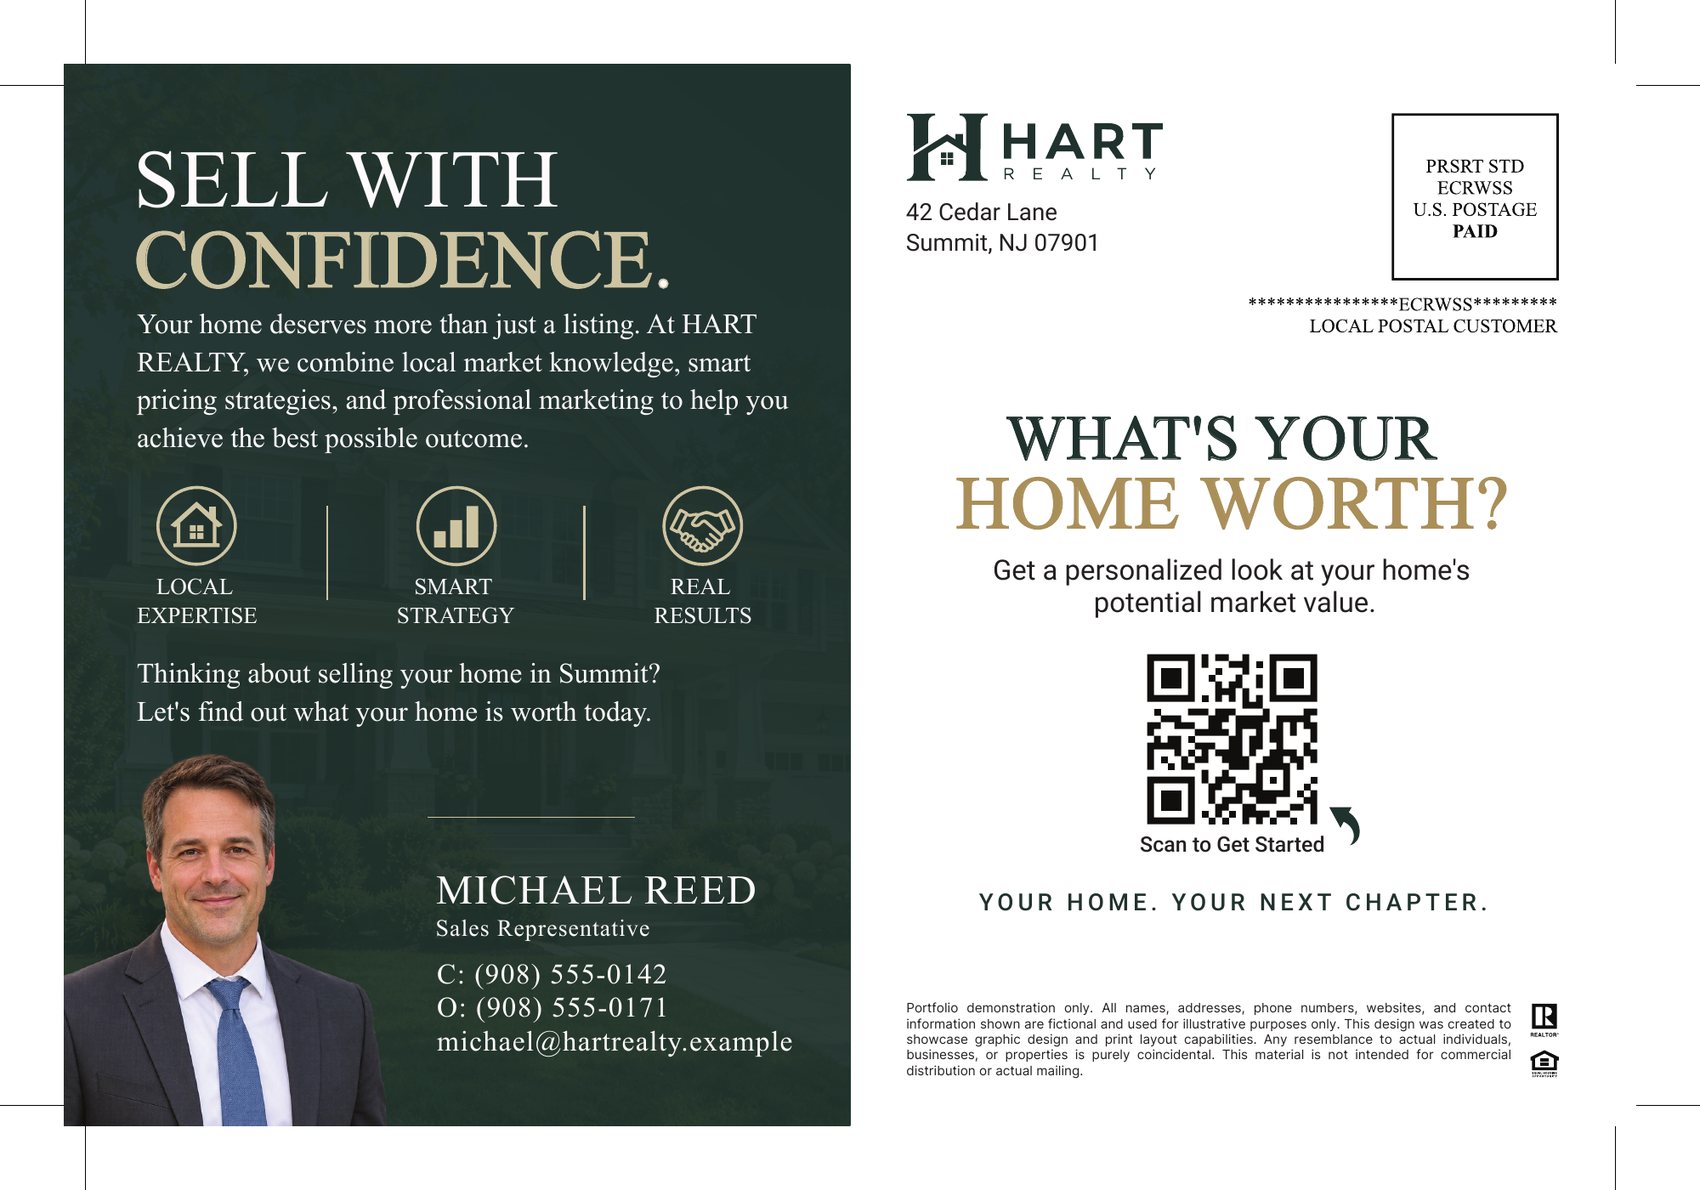 SELL WITH
CONFIDENCE.
Your home deserves more than just a listing. At HART
REALTY, we combine local market knowledge, smart
pricing strategies, and professional marketing to help you
achieve the best possible outcome.
LOCAL
EXPERTISE
SMART
STRATEGY
REAL
RESULTS
Thinking about selling your home in Summit?
Let's find out what your home is worth today.
MICHAEL REED
Sales Representative
C: (908) 555-0142
O: (908) 555-0171
michael@hartrealty.example
HART
REALTY
42 Cedar Lane
Summit, NJ 07901
PRSRT STD
ECRWSS
U.S. POSTAGE
PAID
****************ECRWSS*********
LOCAL POSTAL CUSTOMER
WHAT'S YOUR
HOME WORTH?
Get a personalized look at your home's
potential market value.
Scan to Get Started
YOUR HOME. YOUR NEXT CHAPTER.
Portfolio demonstration only. All names, addresses, phone numbers, websites, and contact
information shown are fictional and used for illustrative purposes only. This design was created to
showcase graphic design and print layout capabilities. Any resemblance to actual individuals,
businesses, or properties is purely coincidental. This material is not intended for commercial
distribution or actual mailing.
REALTOR®